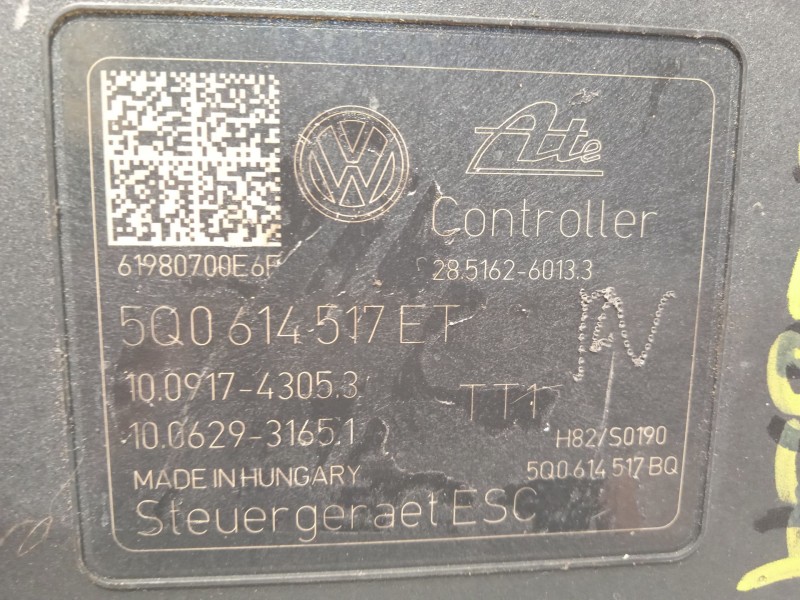 Ate
Controller
61980700E6F
28.5162-6013.3
5Q0 614 517 ET
10.0917-4305.3
TT1
10.0629-3165.1
H82/S0190
MADE IN HUNGARY
5Q0 614 517 BQ
Steuergeraet ESC